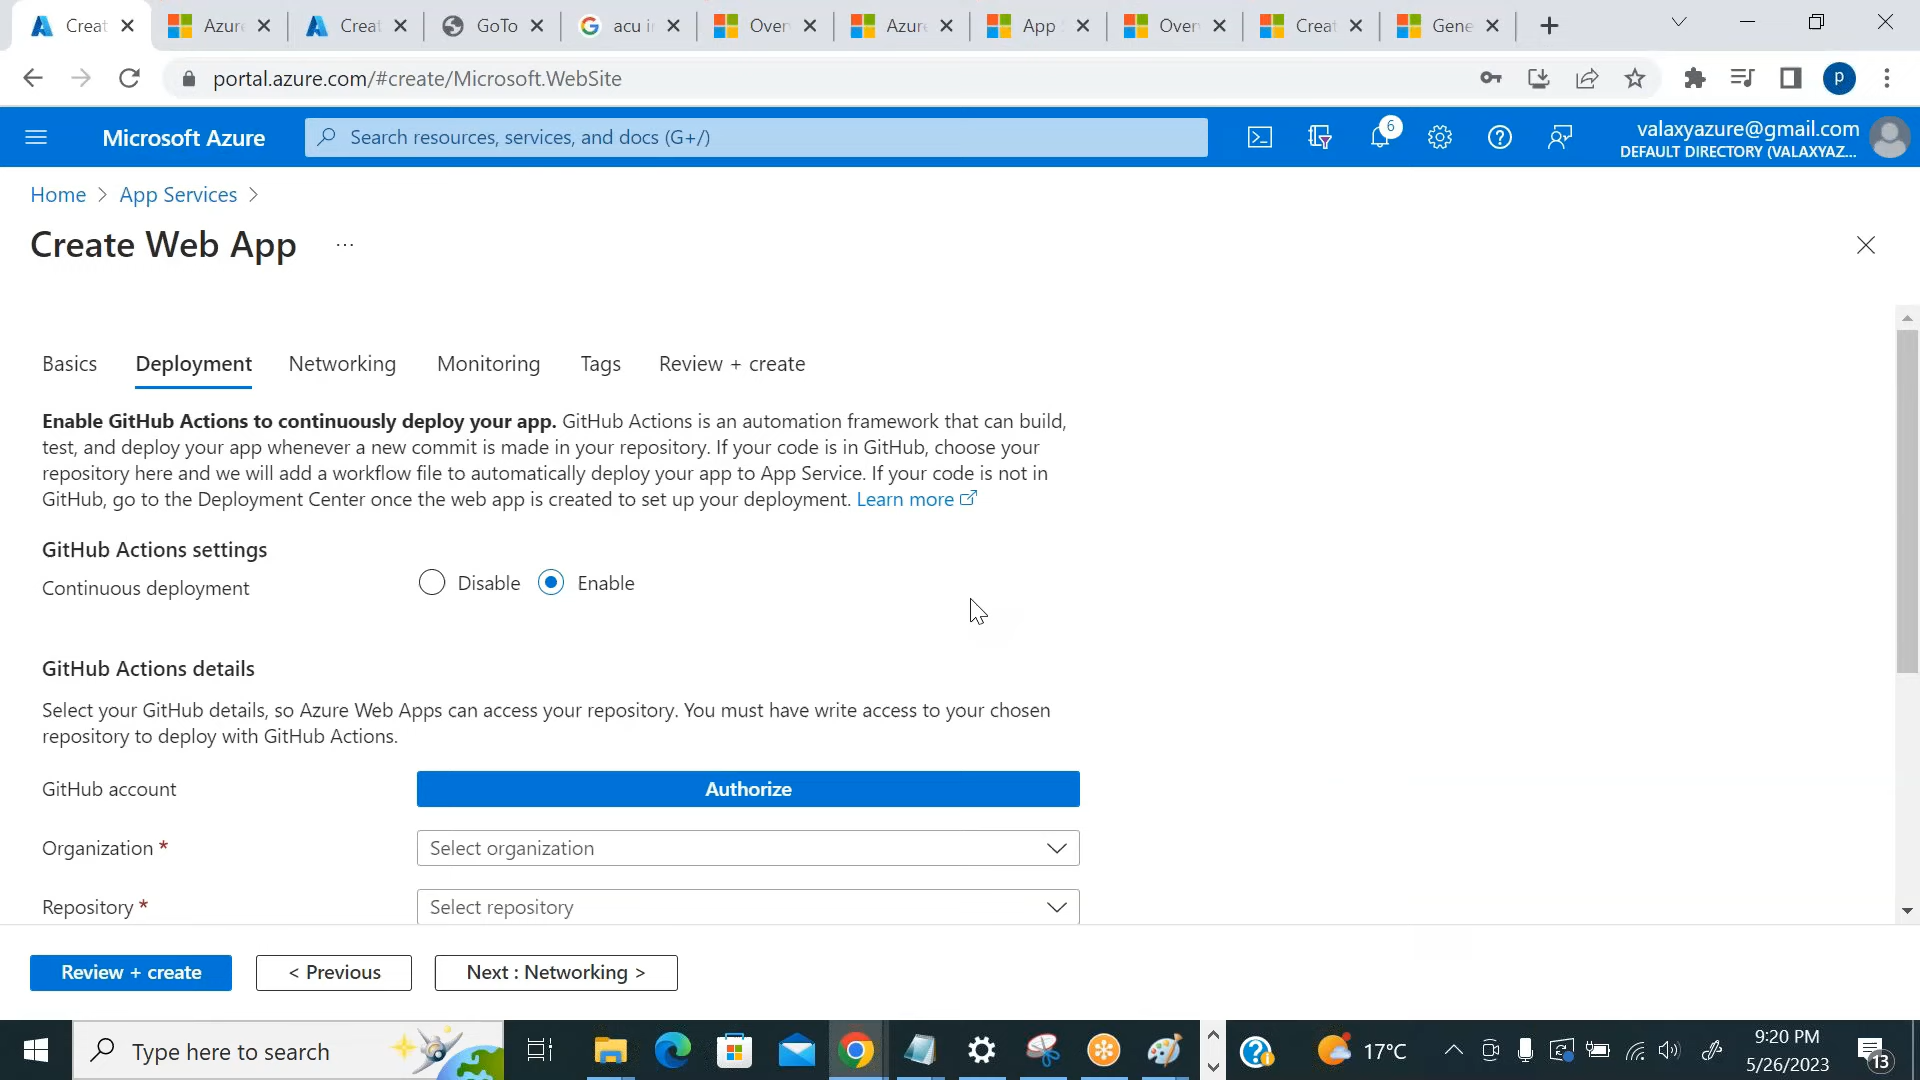 Creat
Azure
Creat
GoTo
acu i
Over
Azure
App
Over
Creat
Gene
portal.azure.com/#create/Microsoft.WebSite
P
Microsoft Azure
Search resources, services, and docs (G+/)
6
valaxyazure@gmail.com
DEFAULT DIRECTORY (VALAXYAZ...
Home > App Services >
Create Web App ...
Basics Deployment Networking Monitoring Tags Review + create
Enable GitHub Actions to continuously deploy your app. GitHub Actions is an automation framework that can build,
test, and deploy your app whenever a new commit is made in your repository. If your code is in GitHub, choose your
repository here and we will add a workflow file to automatically deploy your app to App Service. If your code is not in
GitHub, go to the Deployment Center once the web app is created to set up your deployment. Learn more
GitHub Actions settings
Continuous deployment
Disable
Enable
GitHub Actions details
Select your GitHub details, so Azure Web Apps can access your repository. You must have write access to your chosen
repository to deploy with GitHub Actions.
GitHub account
Authorize
Organization *
Select organization
Repository *
Select repository
Review + create
< Previous
Next : Networking >
Type here to search
17°C
9:20 PM
5/26/2023
13